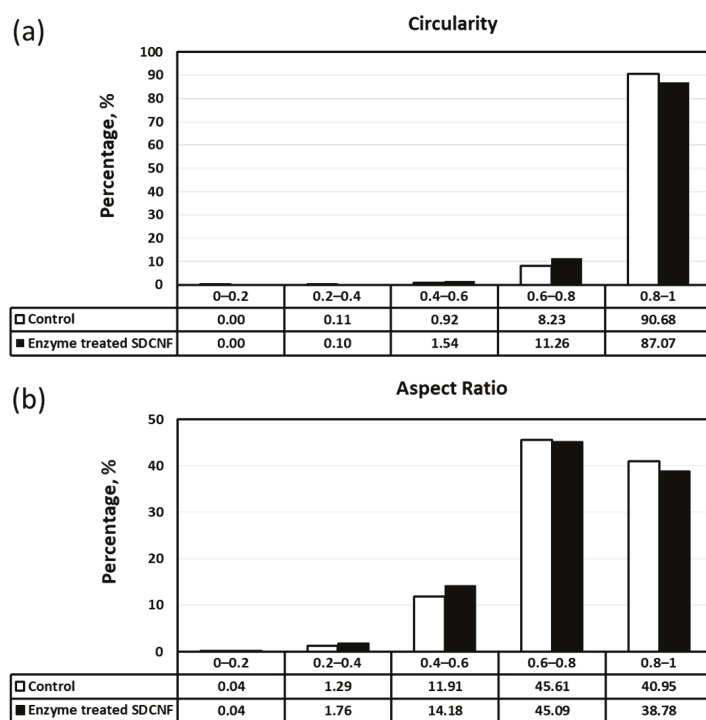 (a)
Circularity
Percentage, %
100
90
80
70
60
50
40
30
20
10
0
0–0.2 0.2–0.4 0.4–0.6 0.6–0.8 0.8–1
Control 0.00 0.11 0.92 8.23 90.68
Enzyme treated SDCNF 0.00 0.10 1.54 11.26 87.07
(b)
Aspect Ratio
Percentage, %
50
40
30
20
10
0
0–0.2 0.2–0.4 0.4–0.6 0.6–0.8 0.8–1
Control 0.04 1.29 11.91 45.61 40.95
Enzyme treated SDCNF 0.04 1.76 14.18 45.09 38.78